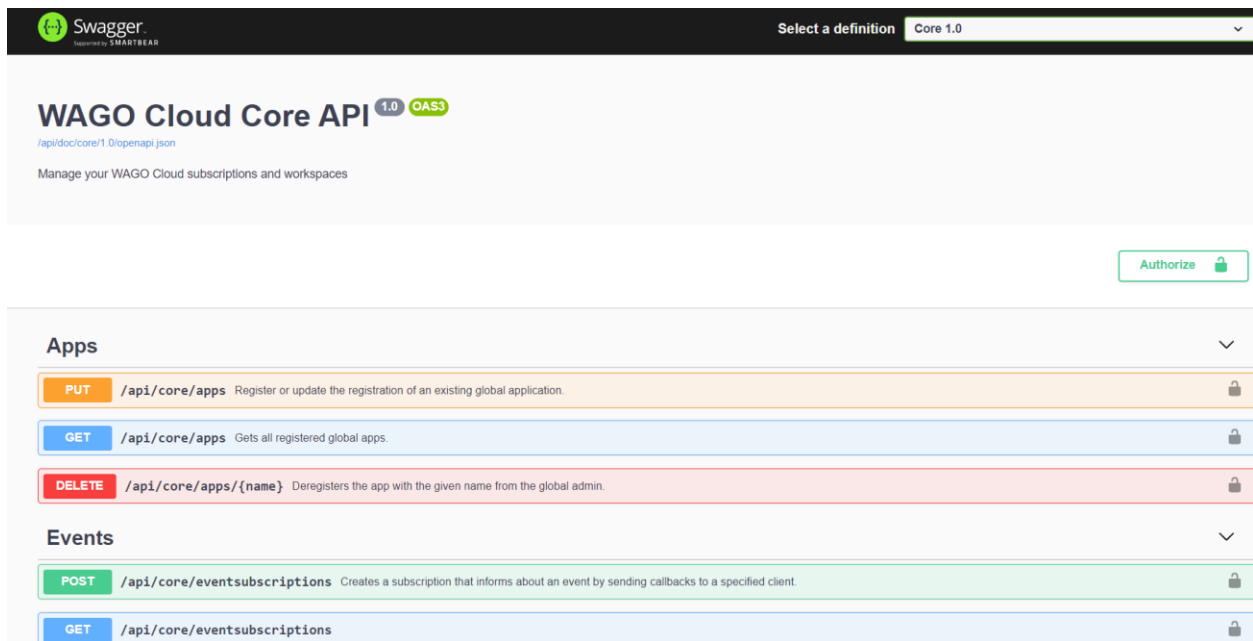 Swagger.
Supported by SMARTBEAR
Select a definition Core 1.0
WAGO Cloud Core API 1.0 OAS3
/api/doc/core/1.0/openapi.json
Manage your WAGO Cloud subscriptions and workspaces
Authorize
Apps
PUT /api/core/apps Register or update the registration of an existing global application.
GET /api/core/apps Gets all registered global apps.
DELETE /api/core/apps/{name} Deregisters the app with the given name from the global admin.
Events
POST /api/core/eventsubscriptions Creates a subscription that informs about an event by sending callbacks to a specified client.
GET /api/core/eventsubscriptions